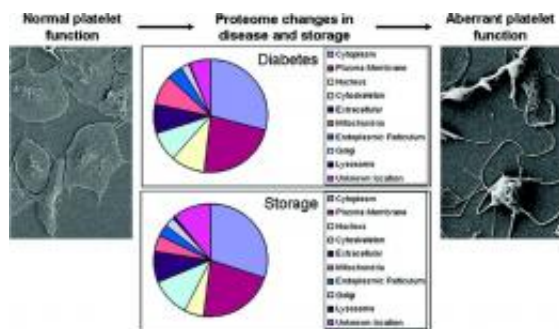 Normal platelet
function
Proteome changes in
disease and storage
Aberrant platelet
function
Diabetes
Cytoplasm
Plasma Membrane
Nucleus
Cytoskeleton
Extracellular
Mitochondria
Endoplasmic Reticulum
Golgi
Lysosome
Unknown location
Storage
Cytoplasm
Plasma Membrane
Nucleus
Cytoskeleton
Extracellular
Mitochondria
Endoplasmic Reticulum
Golgi
Lysosome
Unknown location